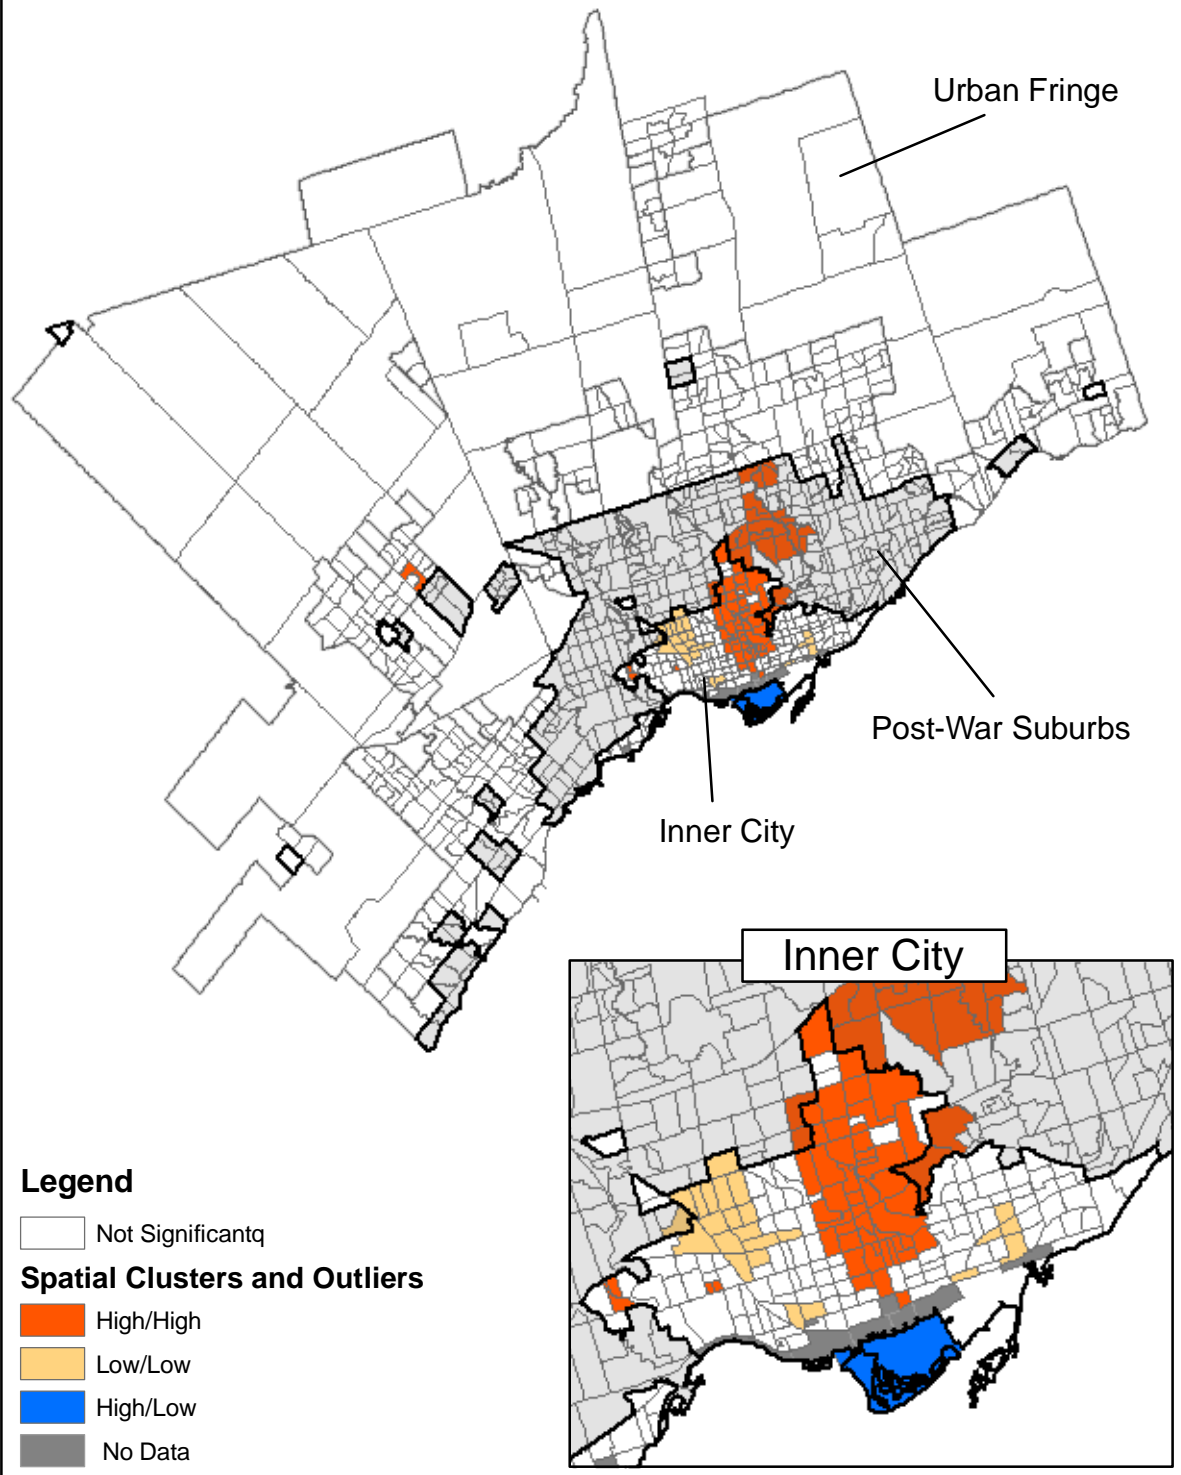 Urban Fringe
Post-War Suburbs
Inner City
Inner City
Legend
Not Significantq
Spatial Clusters and Outliers
High/High
Low/Low
High/Low
No Data